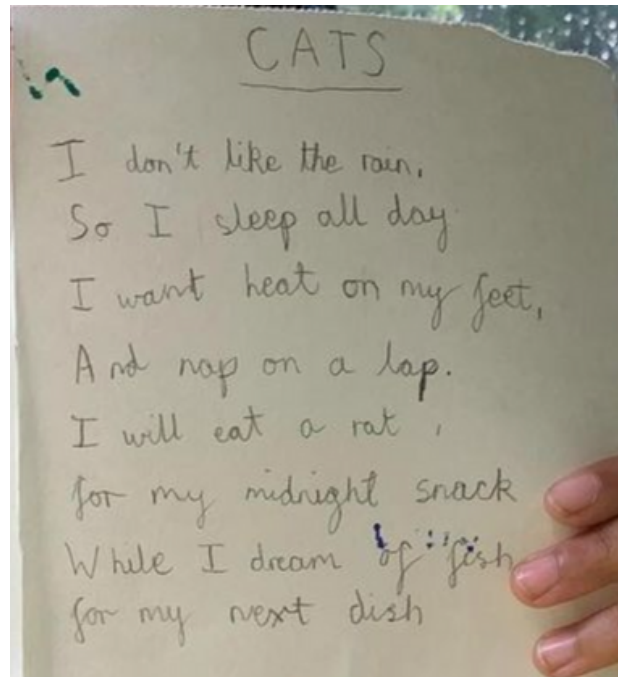 CATS
I don't like the rain,
So I sleep all day
I want heat on my feet,
And nap on a lap.
I will eat a rat,
for my midnight snack
While I dream of fish
for my next dish